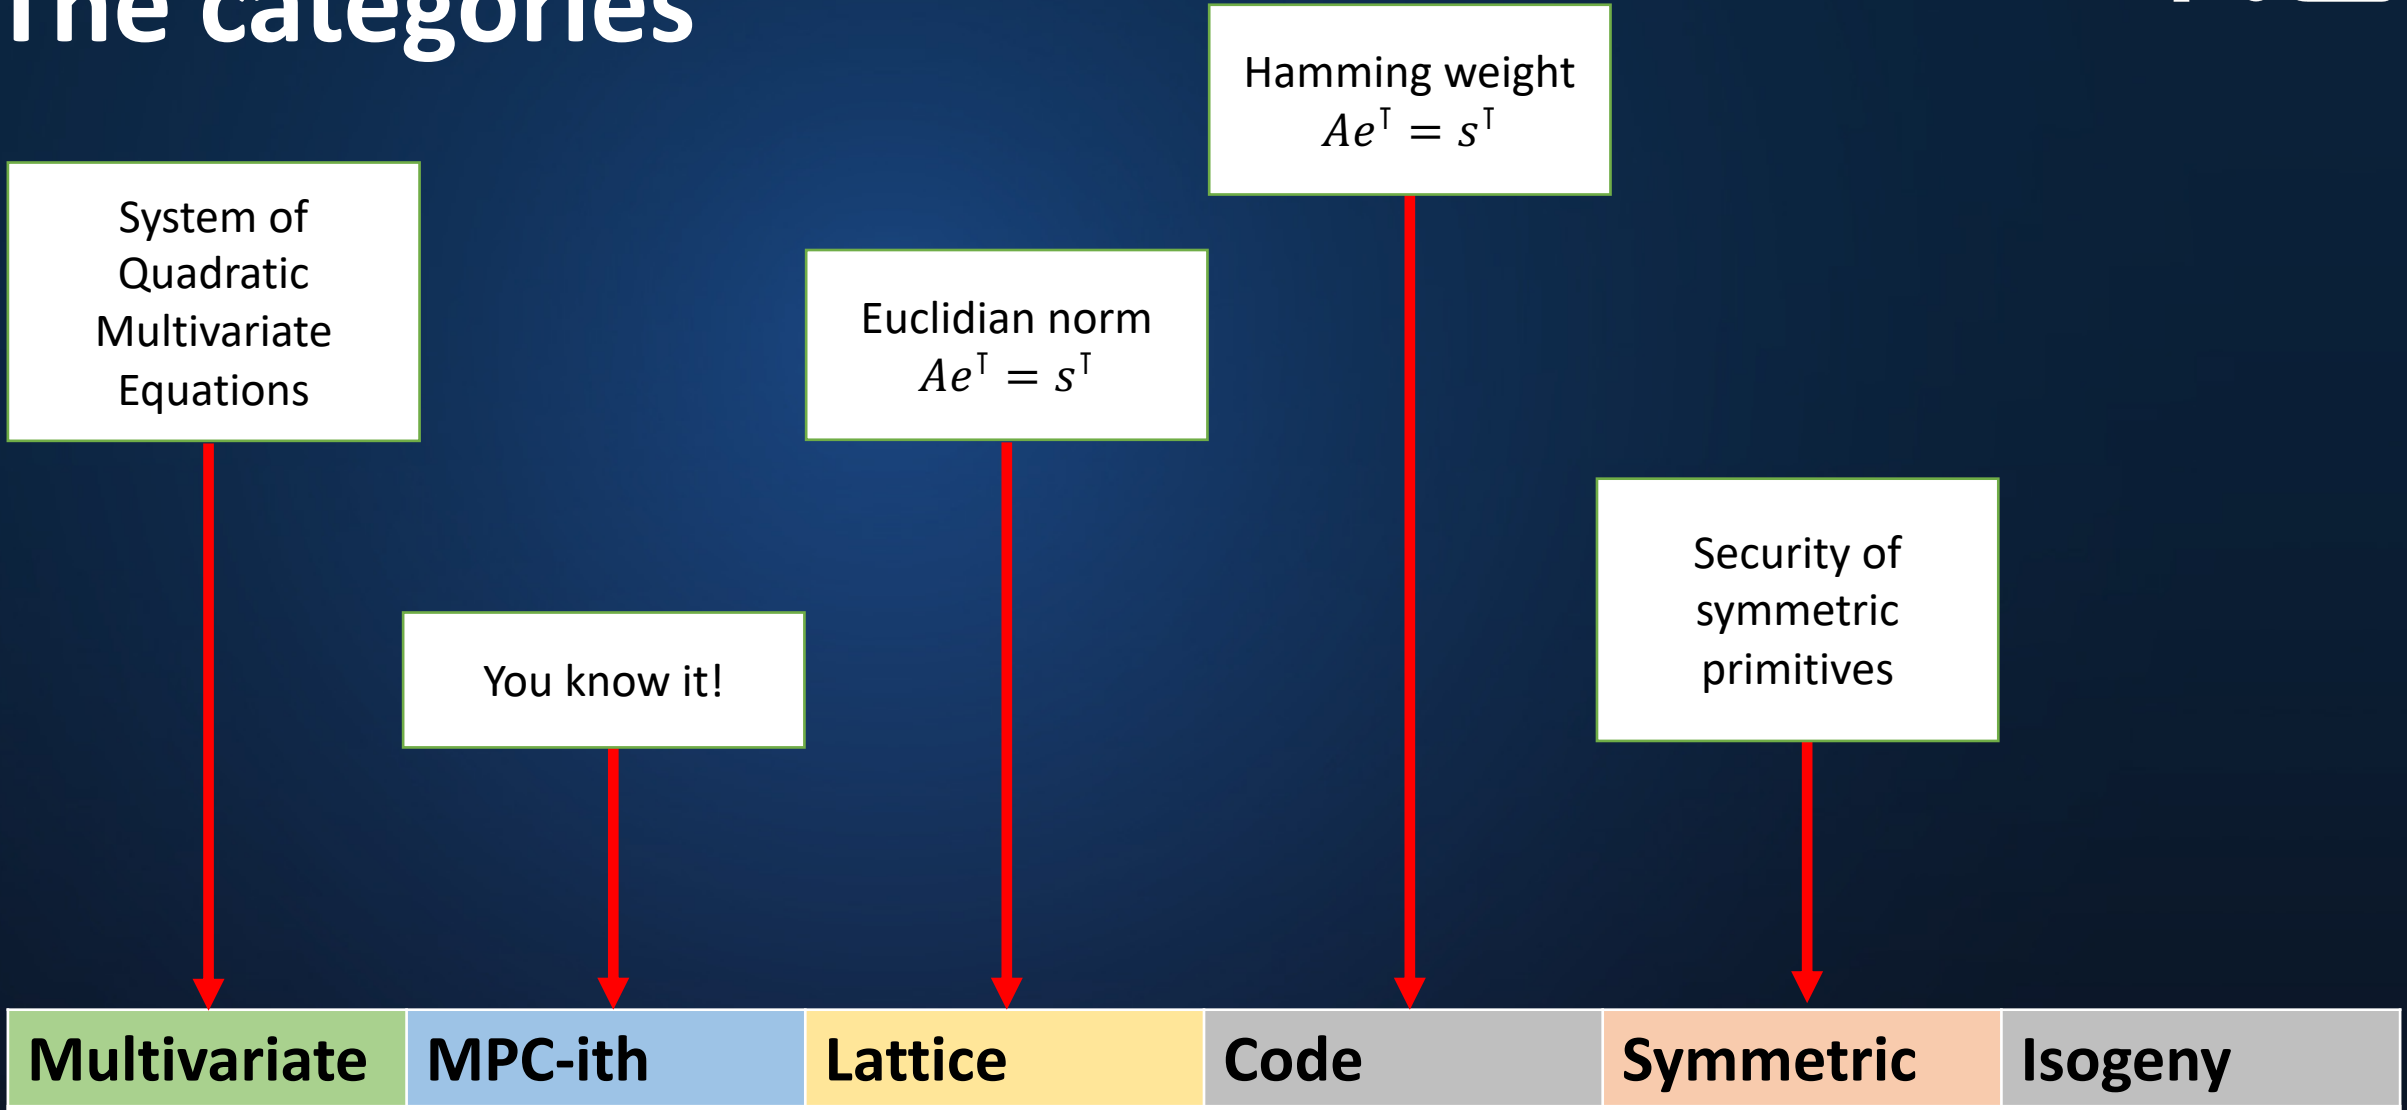 The categories
Hamming weight
Ae⊺ = s⊺
System of
Quadratic
Multivariate
Equations
Euclidian norm
Ae⊺ = s⊺
Security of
symmetric
primitives
You know it!
Multivariate
MPC-ith
Lattice
Code
Symmetric
Isogeny